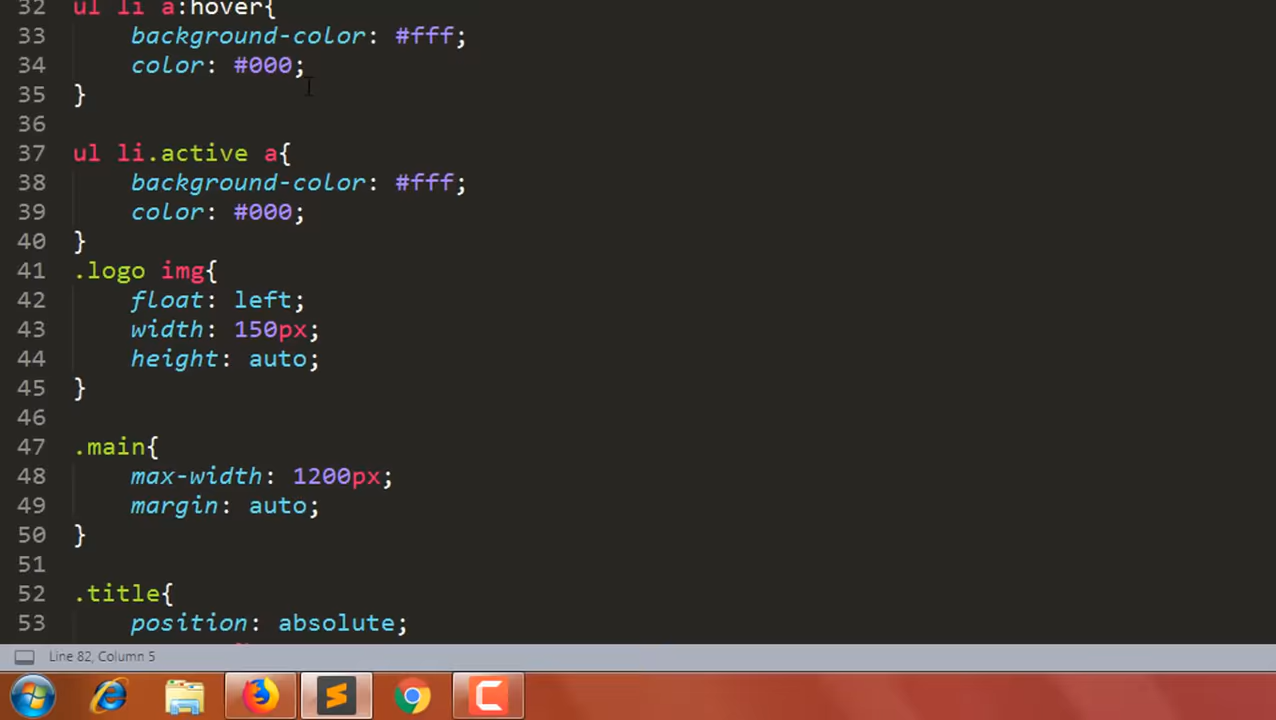 32 ul li a:hover{
33 background-color: #fff;
34 color: #000;
35 }
36
37 ul li.active a{
38 background-color: #fff;
39 color: #000;
40 }
41 .logo img{
42 float: left;
43 width: 150px;
44 height: auto;
45 }
46
47 .main{
48 max-width: 1200px;
49 margin: auto;
50 }
51
52 .title{
53 position: absolute;
Line 82, Column 5